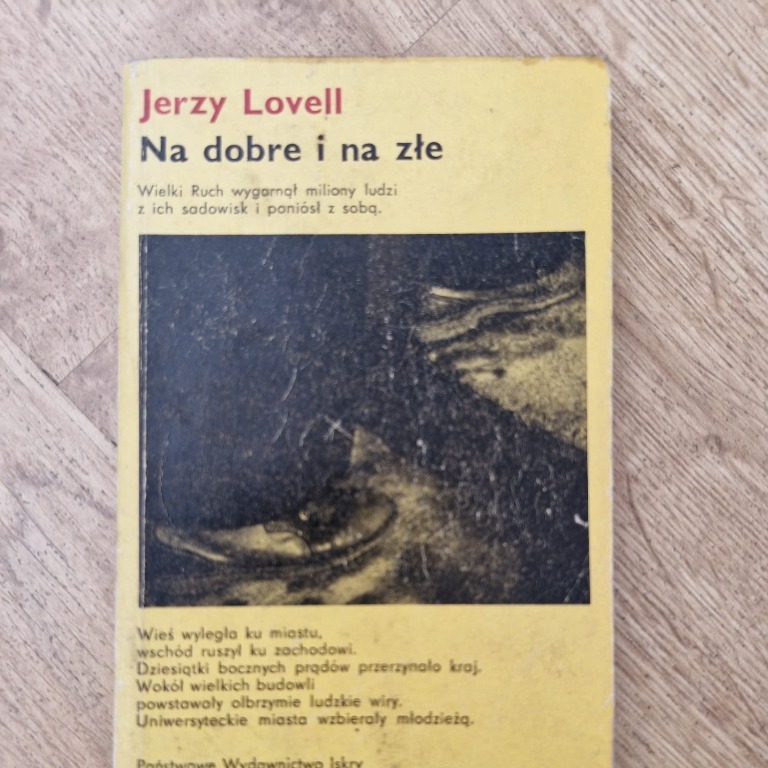 Jerzy Lovell
Na dobre i na złe
Wielki Ruch wygarnął miliony ludzi
z ich sadowisk i poniósł z sobą.
Wieś wyległa ku miastu,
wschód ruszył ku zachodowi.
Dziesiątki bocznych prądów przerzynało kraj.
Wokół wielkich budowli
powstawały olbrzymie ludzkie wiry.
Uniwersyteckie miasta wzbierały młodzieżą.
Państwowe Wydawnictwo Iskry